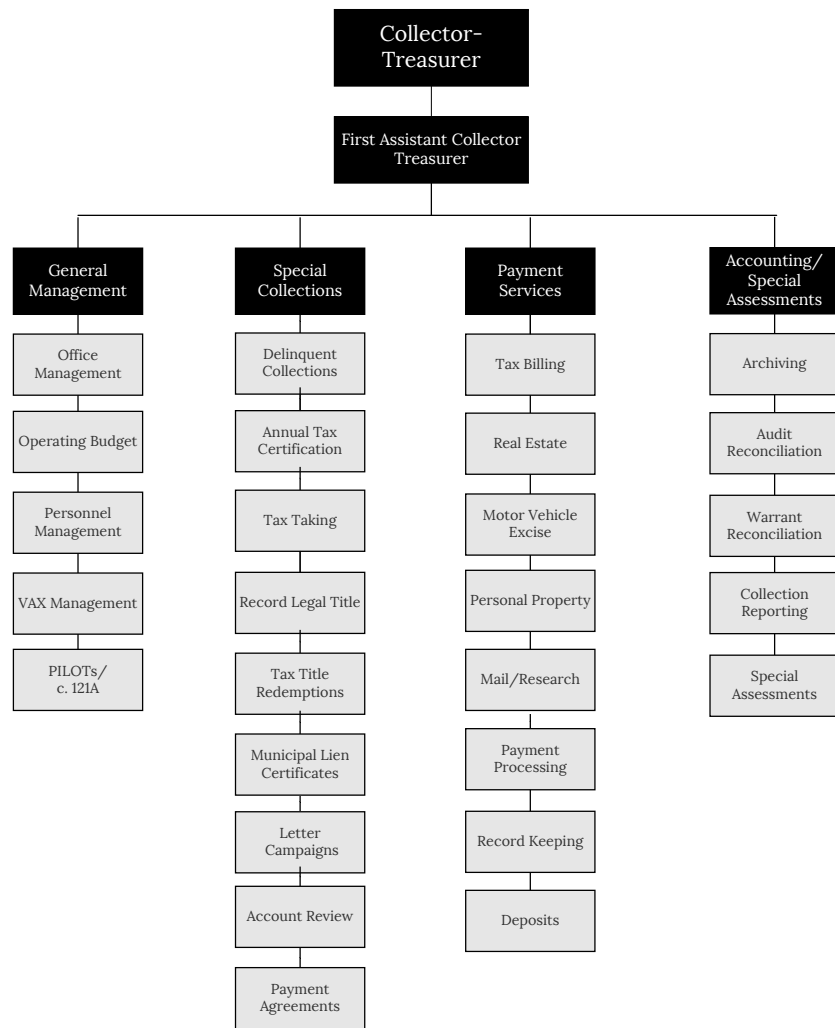 Collector-
Treasurer
First Assistant Collector
Treasurer
General
Management
Office
Management
Operating Budget
Personnel
Management
VAX Management
PILOTs/
c. 121A
Special
Collections
Delinquent
Collections
Annual Tax
Certification
Tax Taking
Record Legal Title
Tax Title
Redemptions
Municipal Lien
Certificates
Letter
Campaigns
Account Review
Payment
Agreements
Payment
Services
Tax Billing
Real Estate
Motor Vehicle
Excise
Personal Property
Mail/Research
Payment
Processing
Record Keeping
Deposits
Accounting/
Special
Assessments
Archiving
Audit
Reconciliation
Warrant
Reconciliation
Collection
Reporting
Special
Assessments